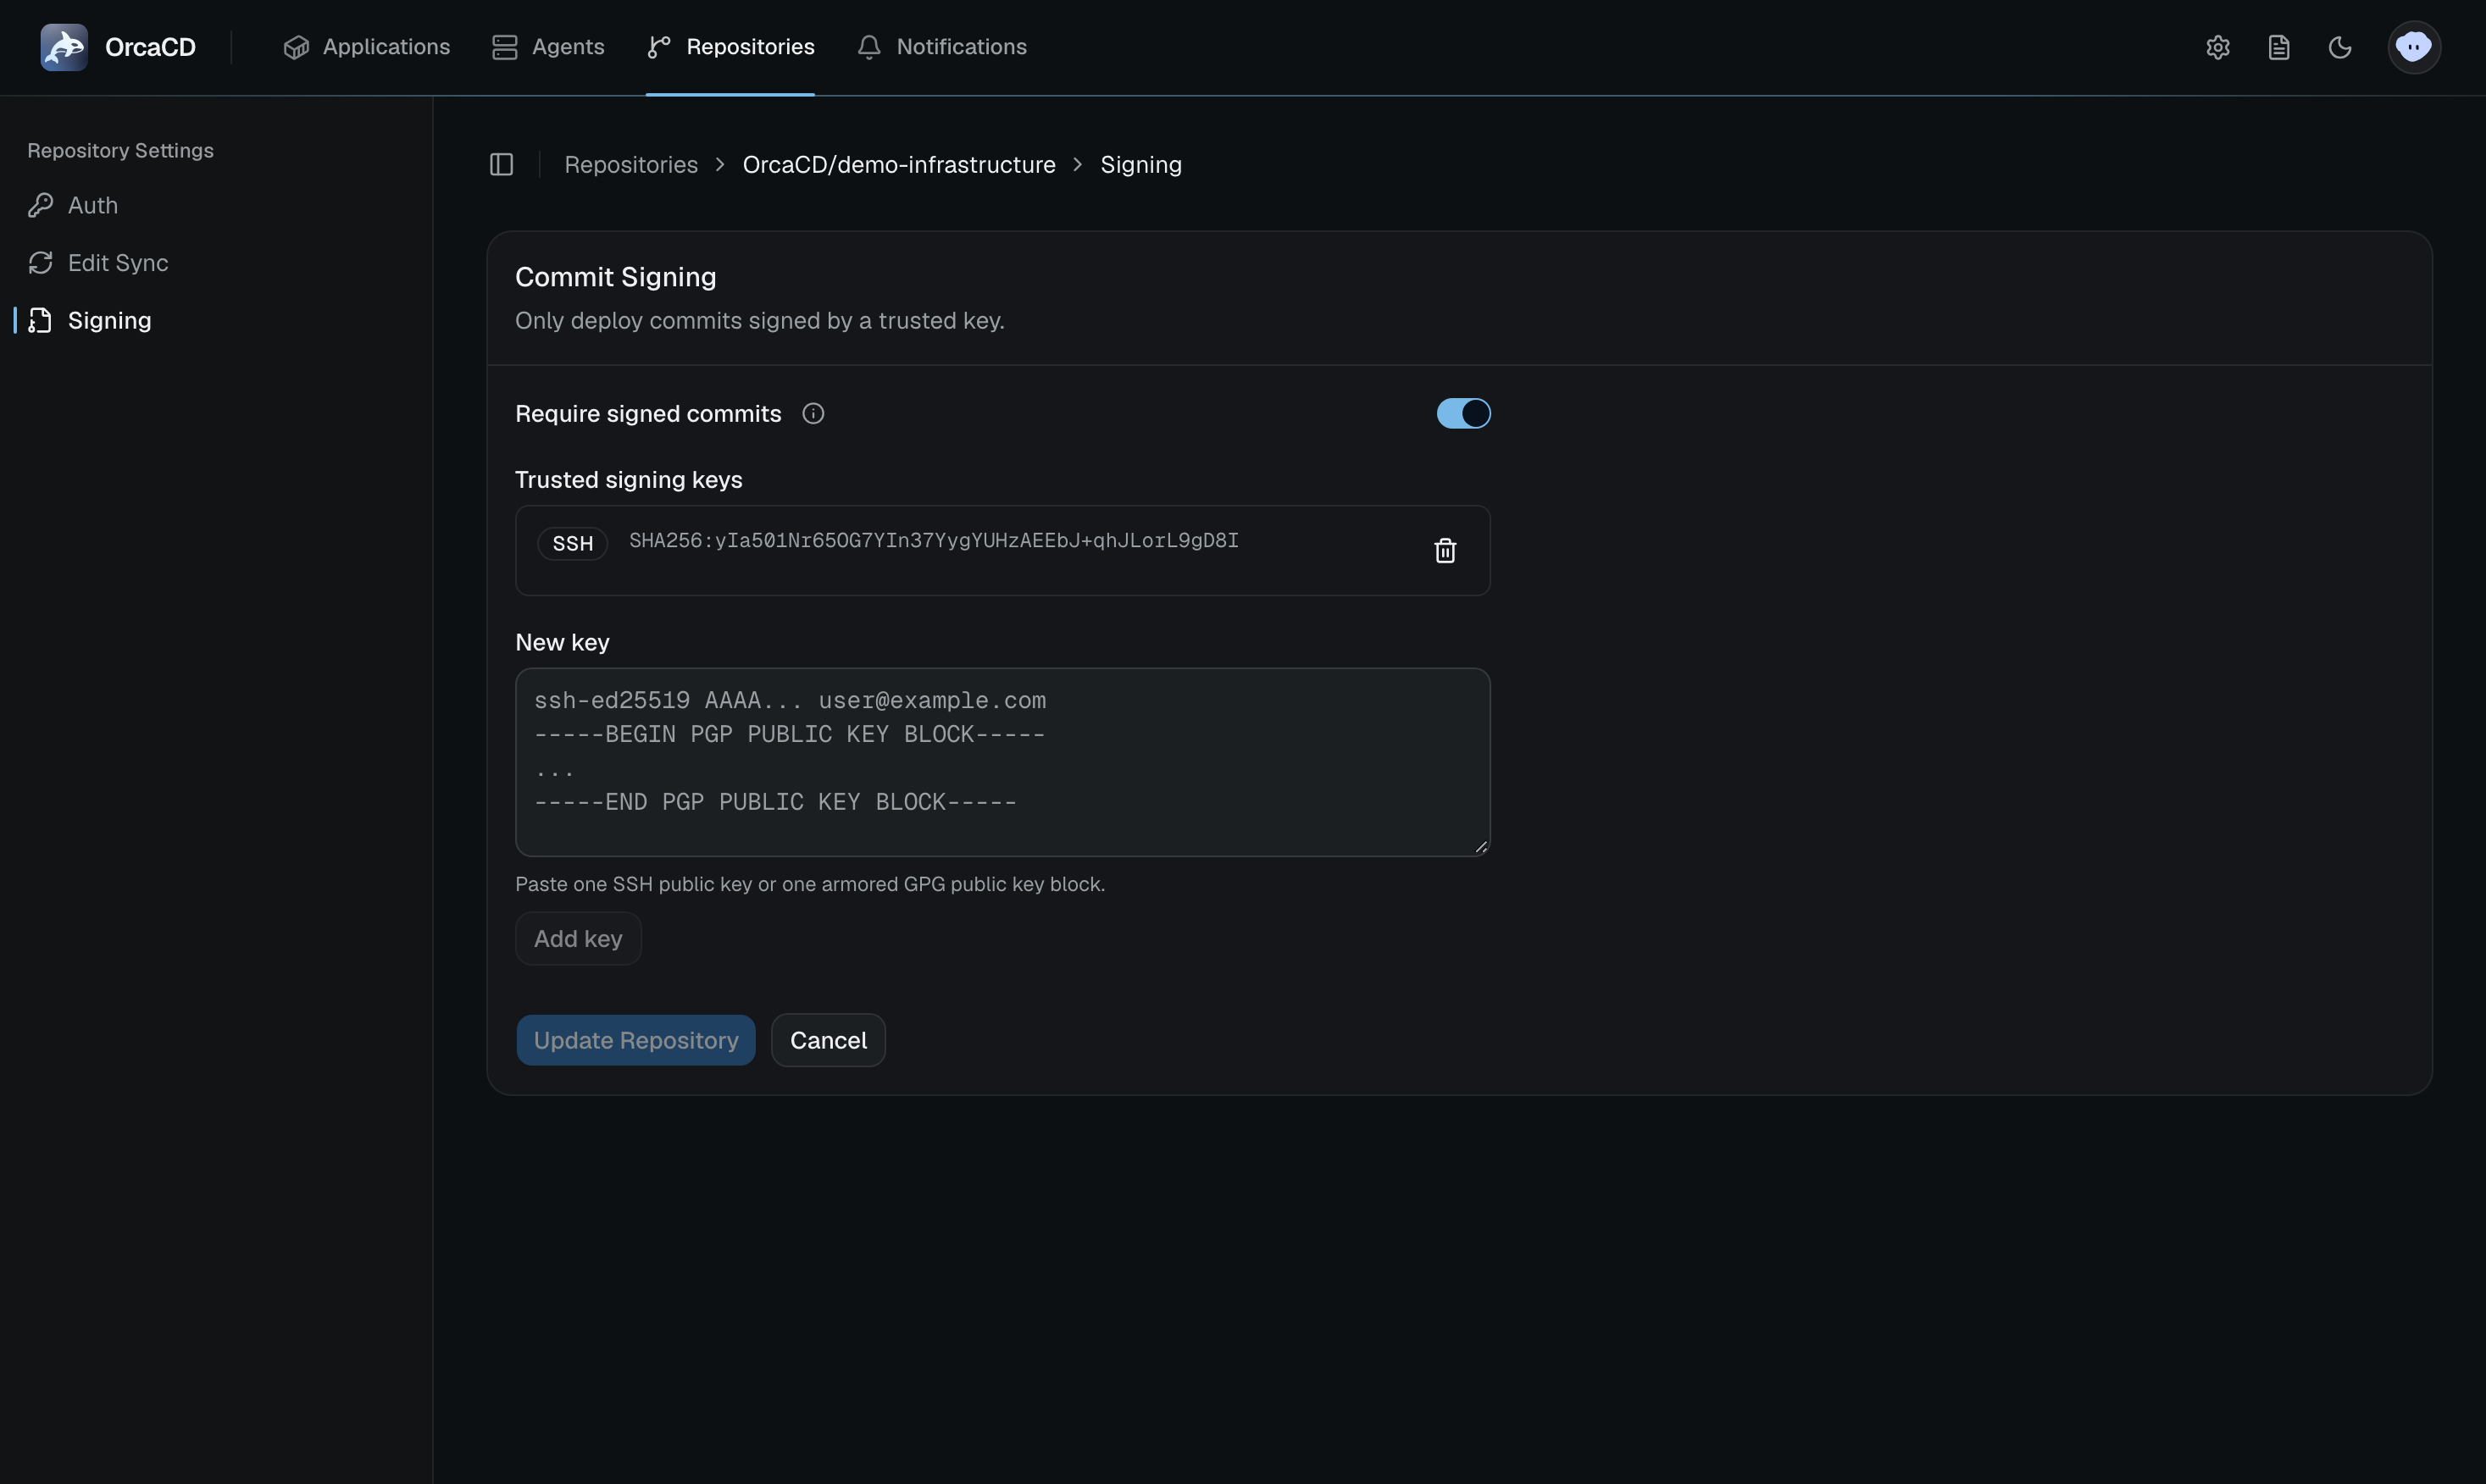 OrcaCD
Applications
Agents
Repositories
Notifications
Repository Settings
Auth
Edit Sync
Signing
Repositories > OrcaCD/demo-infrastructure > Signing
Commit Signing
Only deploy commits signed by a trusted key.
Require signed commits
Trusted signing keys
SSH SHA256:yIa501Nr65OG7YIn37YygYUHzAEEbJ+qhJLorL9gD8I
New key
ssh-ed25519 AAAA... user@example.com
-----BEGIN PGP PUBLIC KEY BLOCK-----
...
-----END PGP PUBLIC KEY BLOCK-----
Paste one SSH public key or one armored GPG public key block.
Add key
Update Repository
Cancel